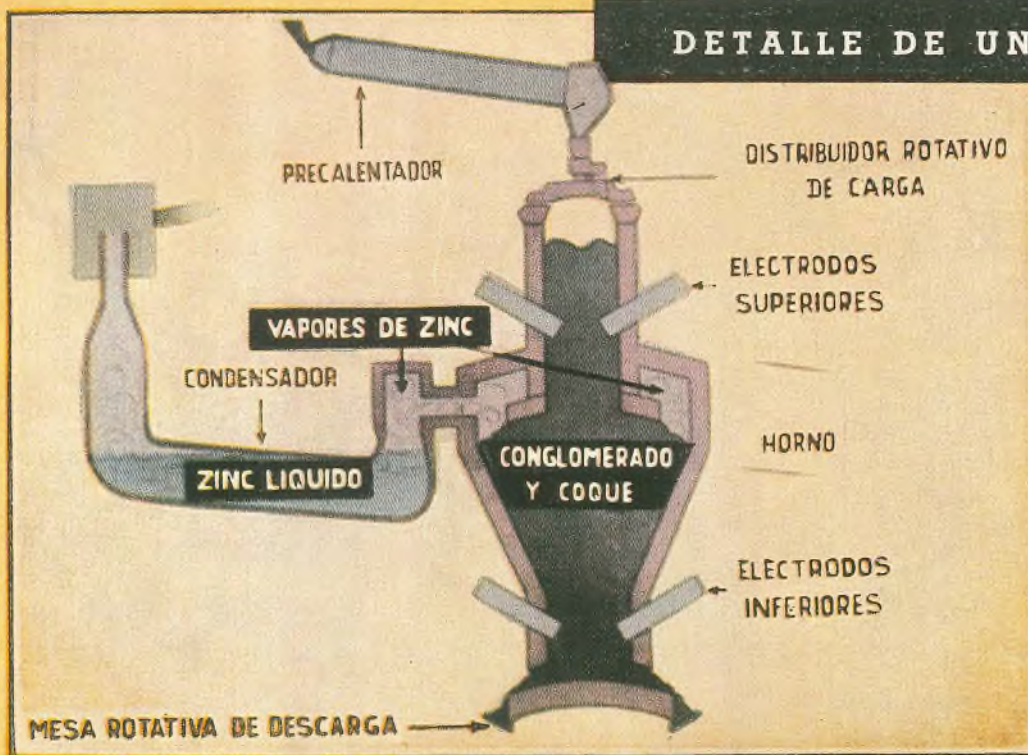 DETALLE DE UN
PRECALENTADOR
DISTRIBUIDOR ROTATIVO
DE CARGA
ELECTRODOS
SUPERIORES
VAPORES DE ZINC
CONDENSADOR
HORNO
CONGLOMERADO
Y COQUE
ZINC LIQUIDO
ELECTRODOS
INFERIORES
MESA ROTATIVA DE DESCARGA